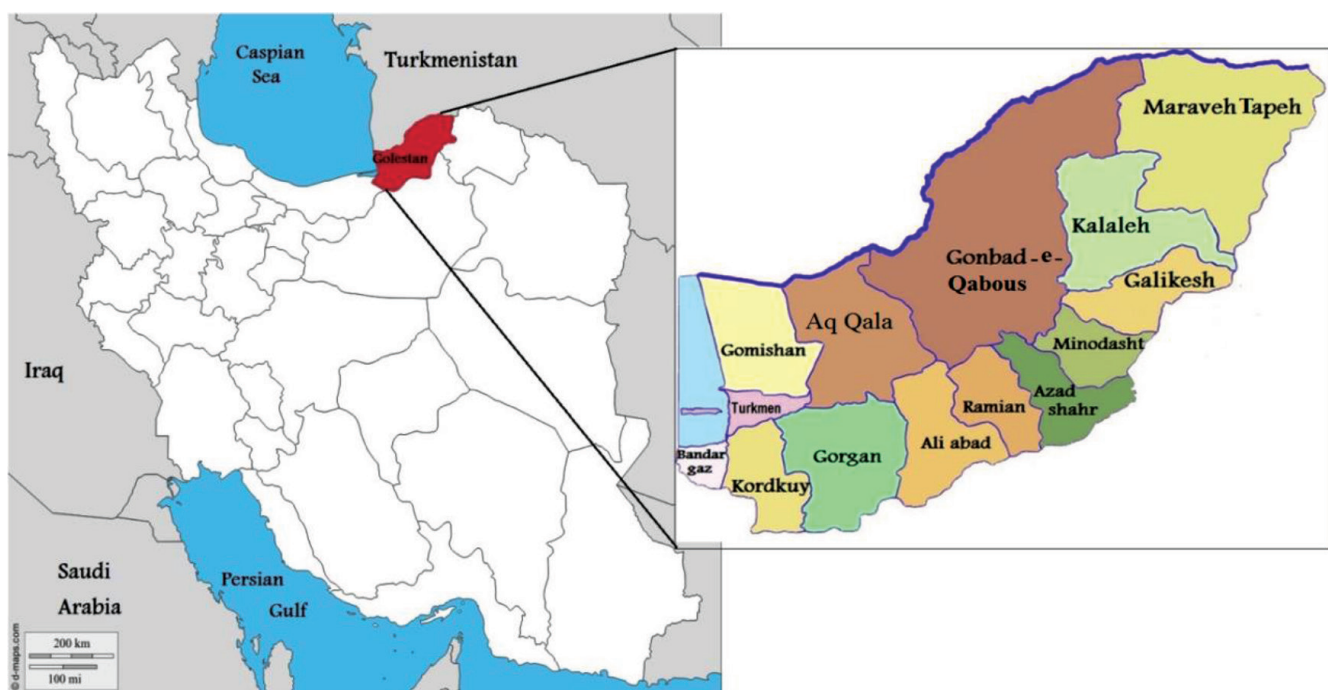 Caspian
Sea
Turkmenistan
Golestan
Iraq
Saudi
Arabia
Persian
Gulf
200 km
100 mi
© d-maps.com
Maraveh Tapeh
Kalaleh
Gonbad-e-
Qabous
Galikesh
Aq Qala
Minodasht
Gomishan
Azad
shahr
Ramian
Turkmen
Ali abad
Gorgan
Bandar
gaz
Kordkuy